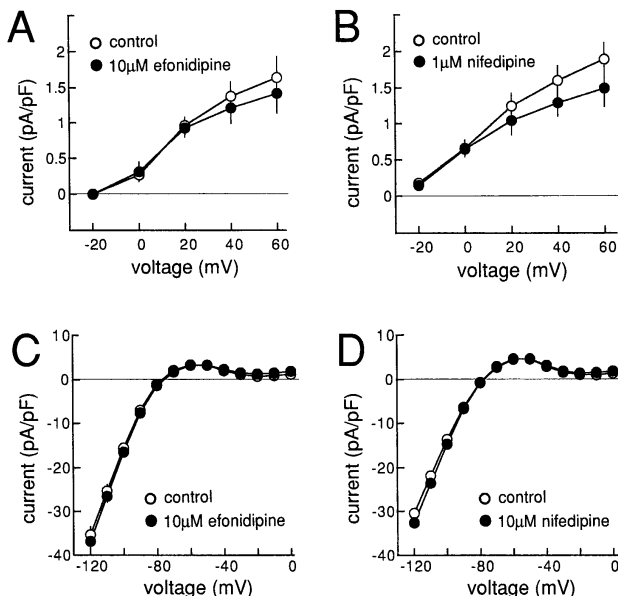 A
control
10μM efonidipine
current (pA/pF)
2
1.5
1
0.5
0
-20 0 20 40 60
voltage (mV)
B
control
1μM nifedipine
current (pA/pF)
2
1.5
1
0.5
0
-20 0 20 40 60
voltage (mV)
C
control
10μM efonidipine
current (pA/pF)
10
0
-10
-20
-30
-40
-120 -80 -40 0
voltage (mV)
D
control
10μM nifedipine
current (pA/pF)
10
0
-10
-20
-30
-40
-120 -80 -40 0
voltage (mV)